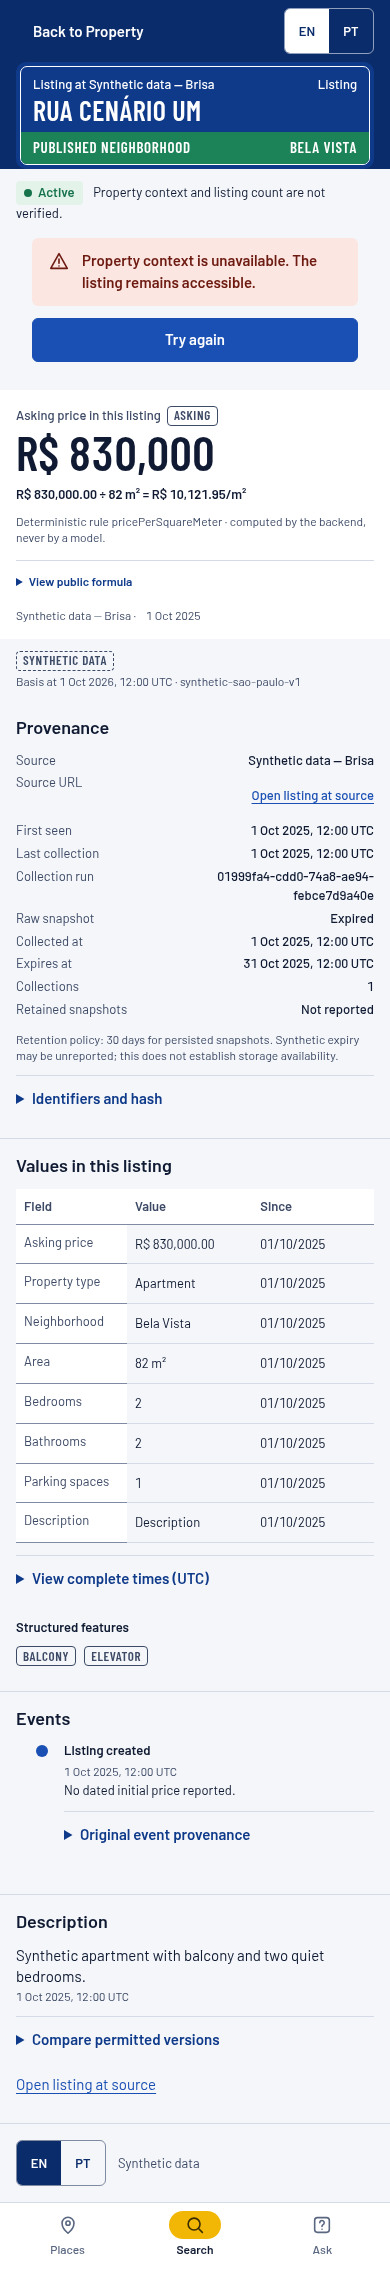 Back to Property
EN PT
Listing at Synthetic data — Brisa Listing
RUA CENÁRIO UM
PUBLISHED NEIGHBORHOOD BELA VISTA
Active Property context and listing count are not
verified.
Property context is unavailable. The
listing remains accessible.
Try again
Asking price in this listing ASKING
R$ 830,000
R$ 830,000.00 ÷ 82 m² = R$ 10,121.95/m²
Deterministic rule pricePerSquareMeter · computed by the backend,
never by a model.
View public formula
Synthetic data — Brisa · 1 Oct 2025
SYNTHETIC DATA
Basis at 1 Oct 2026, 12:00 UTC · synthetic-sao-paulo-v1
Provenance
Source Synthetic data — Brisa
Source URL
Open listing at source
First seen 1 Oct 2025, 12:00 UTC
Last collection 1 Oct 2025, 12:00 UTC
Collection run 01999fa4-cdd0-74a8-ae94-
febce7d9a40e
Raw snapshot Expired
Collected at 1 Oct 2025, 12:00 UTC
Expires at 31 Oct 2025, 12:00 UTC
Collections 1
Retained snapshots Not reported
Retention policy: 30 days for persisted snapshots. Synthetic expiry
may be unreported; this does not establish storage availability.
Identifiers and hash
Values in this listing
Field Value Since
Asking price R$ 830,000.00 01/10/2025
Property type Apartment 01/10/2025
Neighborhood Bela Vista 01/10/2025
Area 82 m² 01/10/2025
Bedrooms 2 01/10/2025
Bathrooms 2 01/10/2025
Parking spaces 1 01/10/2025
Description Description 01/10/2025
View complete times (UTC)
Structured features
BALCONY ELEVATOR
Events
Listing created
1 Oct 2025, 12:00 UTC
No dated initial price reported.
Original event provenance
Description
Synthetic apartment with balcony and two quiet
bedrooms.
1 Oct 2025, 12:00 UTC
Compare permitted versions
Open listing at source
EN PT Synthetic data
Places Search Ask